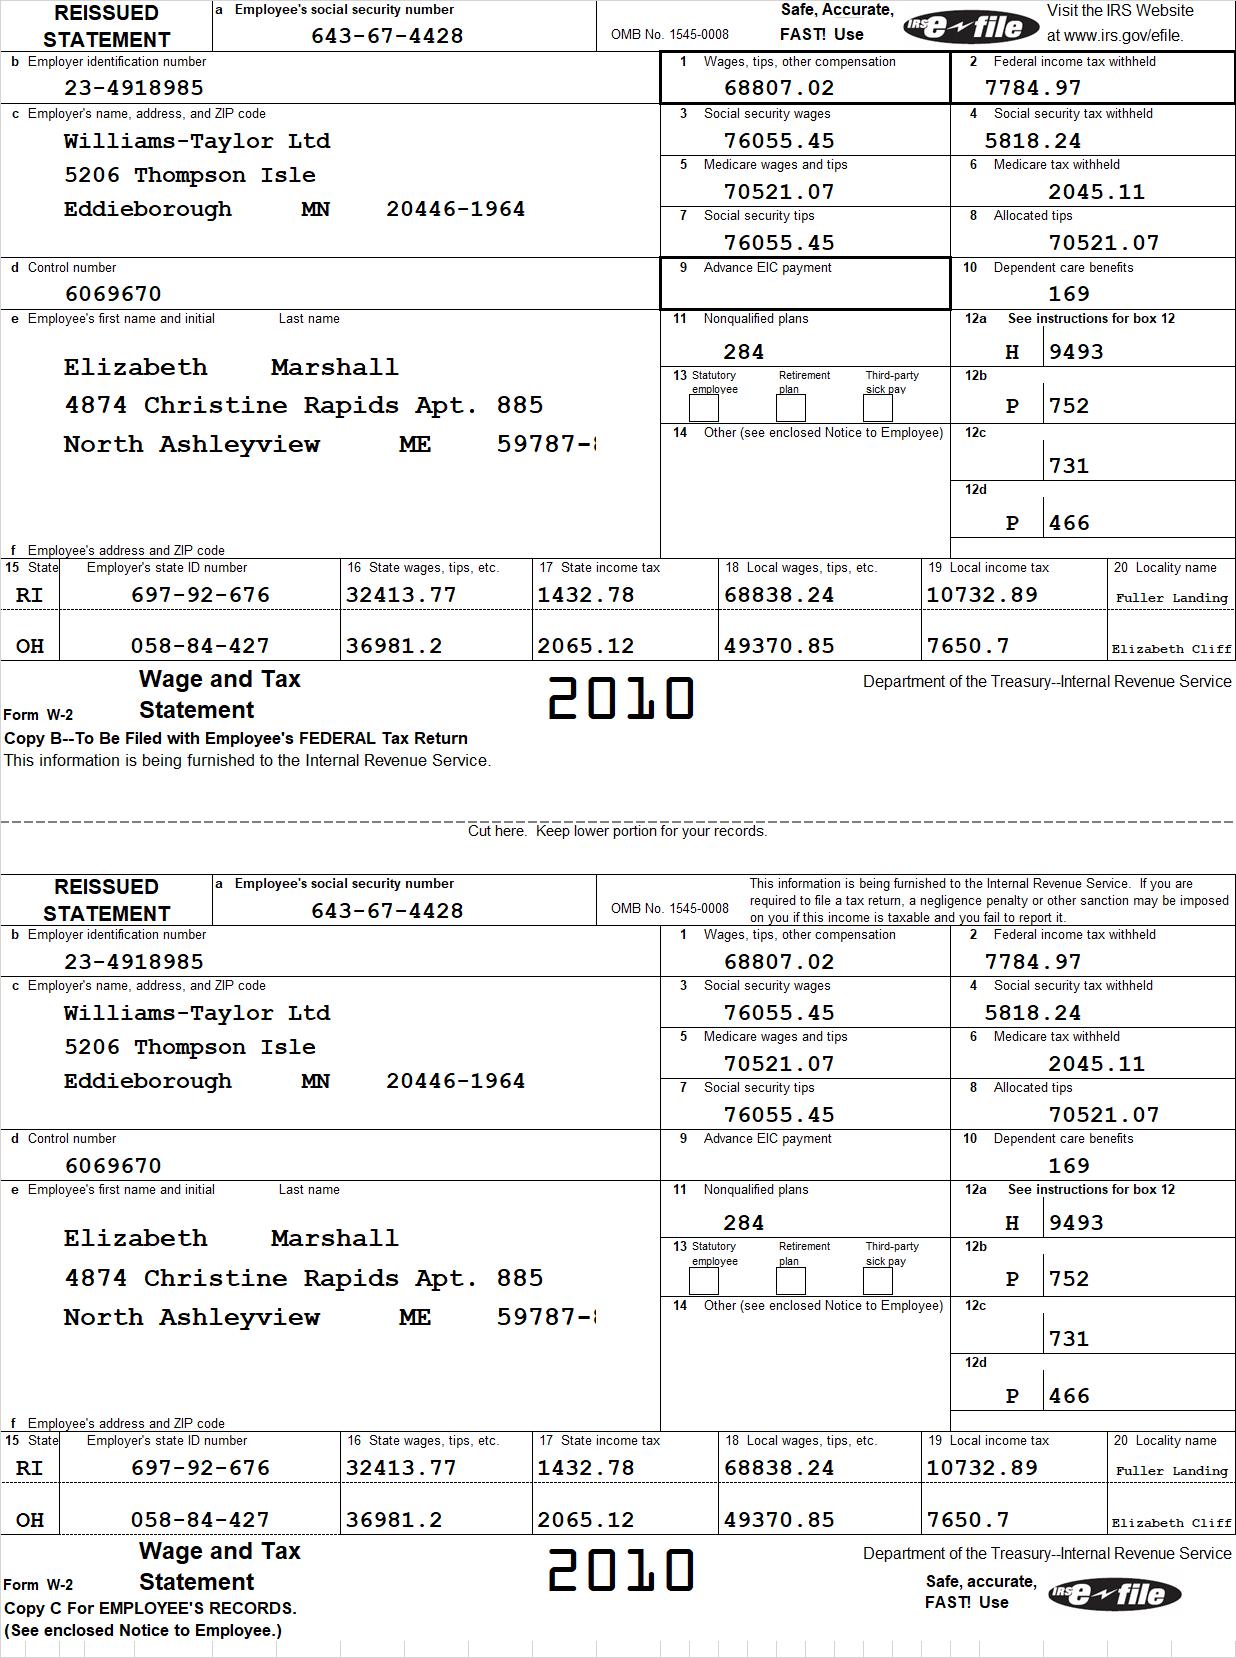 REISSUED STATEMENT
a Employee's social security number
643-67-4428
OMB No. 1545-0008
Safe, Accurate,
FAST! Use
IRS e-file
Visit the IRS Website
at www.irs.gov/efile.
b Employer identification number
23-4918985
1 Wages, tips, other compensation
68807.02
2 Federal income tax withheld
7784.97
c Employer's name, address, and ZIP code
Williams-Taylor Ltd
5206 Thompson Isle
Eddieborough MN 20446-1964
3 Social security wages
76055.45
4 Social security tax withheld
5818.24
5 Medicare wages and tips
70521.07
6 Medicare tax withheld
2045.11
7 Social security tips
76055.45
8 Allocated tips
70521.07
d Control number
6069670
9 Advance EIC payment
10 Dependent care benefits
169
e Employee's first name and initial Last name
Elizabeth Marshall
4874 Christine Rapids Apt. 885
North Ashleyview ME 59787-
11 Nonqualified plans
284
12a See instructions for box 12
H 9493
13 Statutory employee Retirement plan Third-party sick pay
12b
P 752
14 Other (see enclosed Notice to Employee)
12c
731
12d
P 466
f Employee's address and ZIP code
15 State Employer's state ID number 16 State wages, tips, etc. 17 State income tax 18 Local wages, tips, etc. 19 Local income tax 20 Locality name
RI 697-92-676 32413.77 1432.78 68838.24 10732.89 Fuller Landing
OH 058-84-427 36981.2 2065.12 49370.85 7650.7 Elizabeth Cliff
Form W-2 Wage and Tax Statement
2010
Department of the Treasury--Internal Revenue Service
Copy B--To Be Filed with Employee's FEDERAL Tax Return
This information is being furnished to the Internal Revenue Service.
Cut here. Keep lower portion for your records.
REISSUED STATEMENT
a Employee's social security number
643-67-4428
OMB No. 1545-0008
This information is being furnished to the Internal Revenue Service. If you are
required to file a tax return, a negligence penalty or other sanction may be imposed
on you if this income is taxable and you fail to report it.
b Employer identification number
23-4918985
1 Wages, tips, other compensation
68807.02
2 Federal income tax withheld
7784.97
c Employer's name, address, and ZIP code
Williams-Taylor Ltd
5206 Thompson Isle
Eddieborough MN 20446-1964
3 Social security wages
76055.45
4 Social security tax withheld
5818.24
5 Medicare wages and tips
70521.07
6 Medicare tax withheld
2045.11
7 Social security tips
76055.45
8 Allocated tips
70521.07
d Control number
6069670
9 Advance EIC payment
10 Dependent care benefits
169
e Employee's first name and initial Last name
Elizabeth Marshall
4874 Christine Rapids Apt. 885
North Ashleyview ME 59787-
11 Nonqualified plans
284
12a See instructions for box 12
H 9493
13 Statutory employee Retirement plan Third-party sick pay
12b
P 752
14 Other (see enclosed Notice to Employee)
12c
731
12d
P 466
f Employee's address and ZIP code
15 State Employer's state ID number 16 State wages, tips, etc. 17 State income tax 18 Local wages, tips, etc. 19 Local income tax 20 Locality name
RI 697-92-676 32413.77 1432.78 68838.24 10732.89 Fuller Landing
OH 058-84-427 36981.2 2065.12 49370.85 7650.7 Elizabeth Cliff
Form W-2 Wage and Tax Statement
2010
Department of the Treasury--Internal Revenue Service
Safe, accurate,
FAST! Use
IRS e-file
Copy C For EMPLOYEE'S RECORDS.
(See enclosed Notice to Employee.)